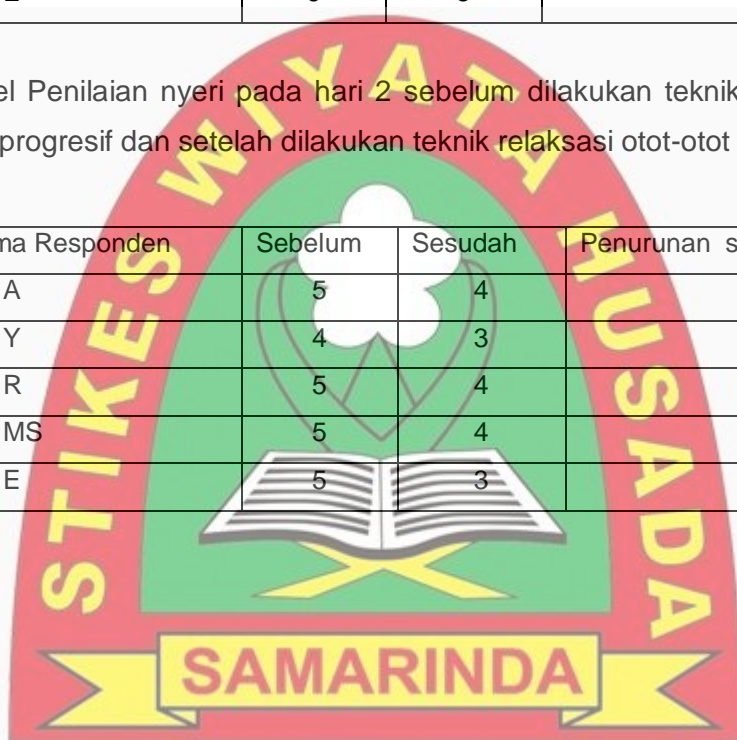 el Penilaian nyeri pada hari 2 sebelum dilakukan teknik
progresif dan setelah dilakukan teknik relaksasi otot-otot
ma Responden Sebelum Sesudah Penurunan s
A 5 4
Y 4 3
R 5 4
MS 5 4
E 5 3
STIKES WIYATA HUSADA
SAMARINDA